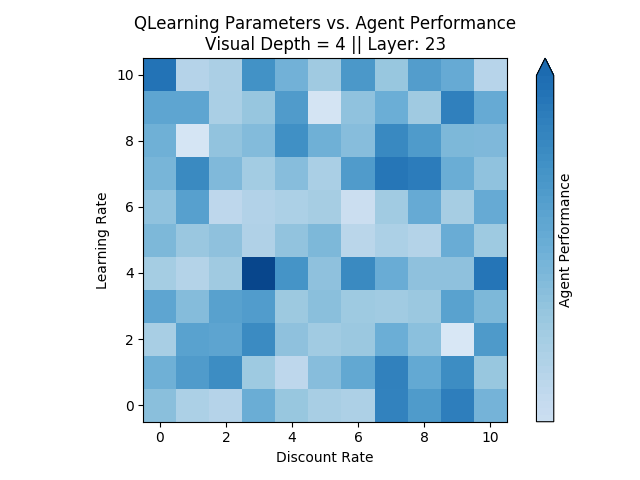 QLearning Parameters vs. Agent Performance
Visual Depth = 4 || Layer: 23
10
8
6
4
2
0
Learning Rate
0 2 4 6 8 10
Discount Rate
Agent Performance